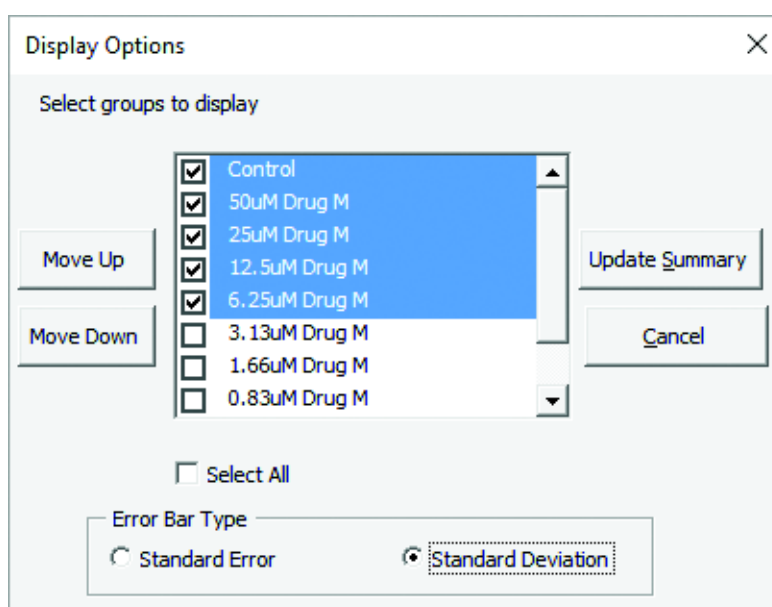 Display Options
Select groups to display
Control
50uM Drug M
25uM Drug M
12.5uM Drug M
6.25uM Drug M
3.13uM Drug M
1.66uM Drug M
0.83uM Drug M
Move Up
Move Down
Update Summary
Cancel
Select All
Error Bar Type
Standard Error
Standard Deviation